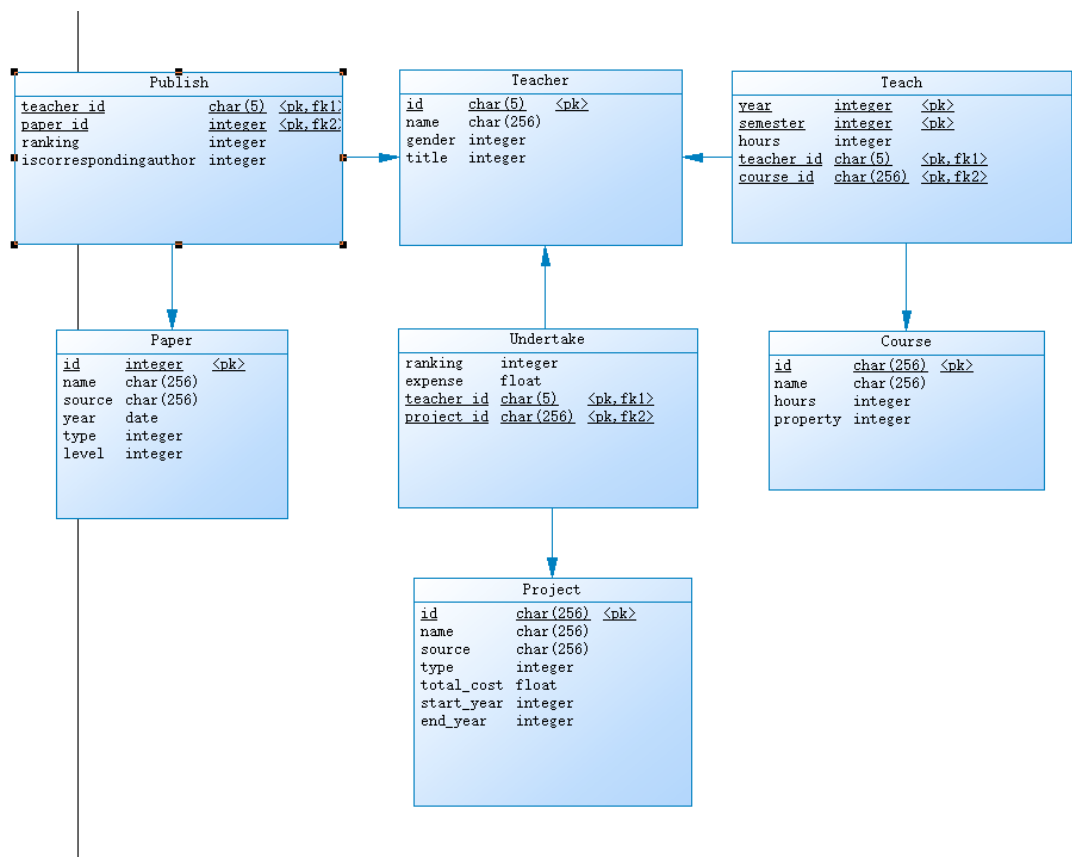 Publish
teacher_id char(5) <pk,fk1>
paper_id integer <pk,fk2>
ranking integer
iscorrespondingauthor integer
Teacher
id char(5) <pk>
name char(256)
gender integer
title integer
Teach
year integer <pk>
semester integer <pk>
hours integer
teacher_id char(5) <pk,fk1>
course_id char(256) <pk,fk2>
Paper
id integer <pk>
name char(256)
source char(256)
year date
type integer
level integer
Undertake
ranking integer
expense float
teacher_id char(5) <pk,fk1>
project_id char(256) <pk,fk2>
Course
id char(256) <pk>
name char(256)
hours integer
property integer
Project
id char(256) <pk>
name char(256)
source char(256)
type integer
total_cost float
start_year integer
end_year integer